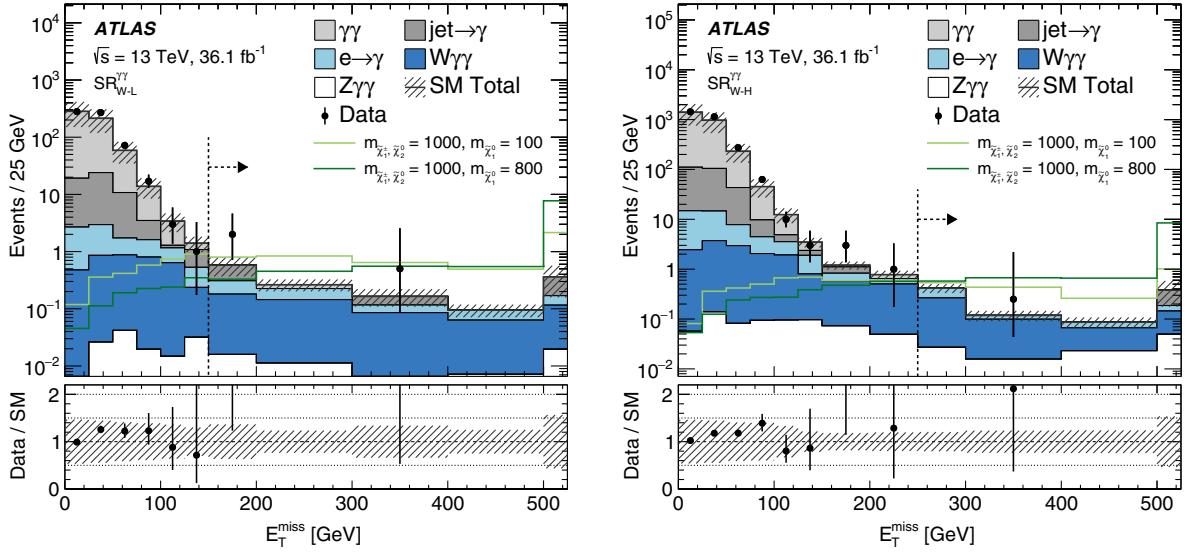 ATLAS
√s = 13 TeV, 36.1 fb⁻¹
SR^γγ_W-L
γγ
jet→γ
e→γ
Wγγ
Zγγ
SM Total
Data
m_χ̃₁±, χ̃₂⁰ = 1000, m_χ̃₁⁰ = 100
m_χ̃₁±, χ̃₂⁰ = 1000, m_χ̃₁⁰ = 800
Events / 25 GeV
10⁴
10³
10²
10
1
10⁻¹
10⁻²
Data / SM
2
1
0
0 100 200 300 400 500
E_T^miss [GeV]
ATLAS
√s = 13 TeV, 36.1 fb⁻¹
SR^γγ_W-H
γγ
jet→γ
e→γ
Wγγ
Zγγ
SM Total
Data
m_χ̃₁±, χ̃₂⁰ = 1000, m_χ̃₁⁰ = 100
m_χ̃₁±, χ̃₂⁰ = 1000, m_χ̃₁⁰ = 800
Events / 25 GeV
10⁵
10⁴
10³
10²
10
1
10⁻¹
10⁻²
Data / SM
2
1
0
0 100 200 300 400 500
E_T^miss [GeV]